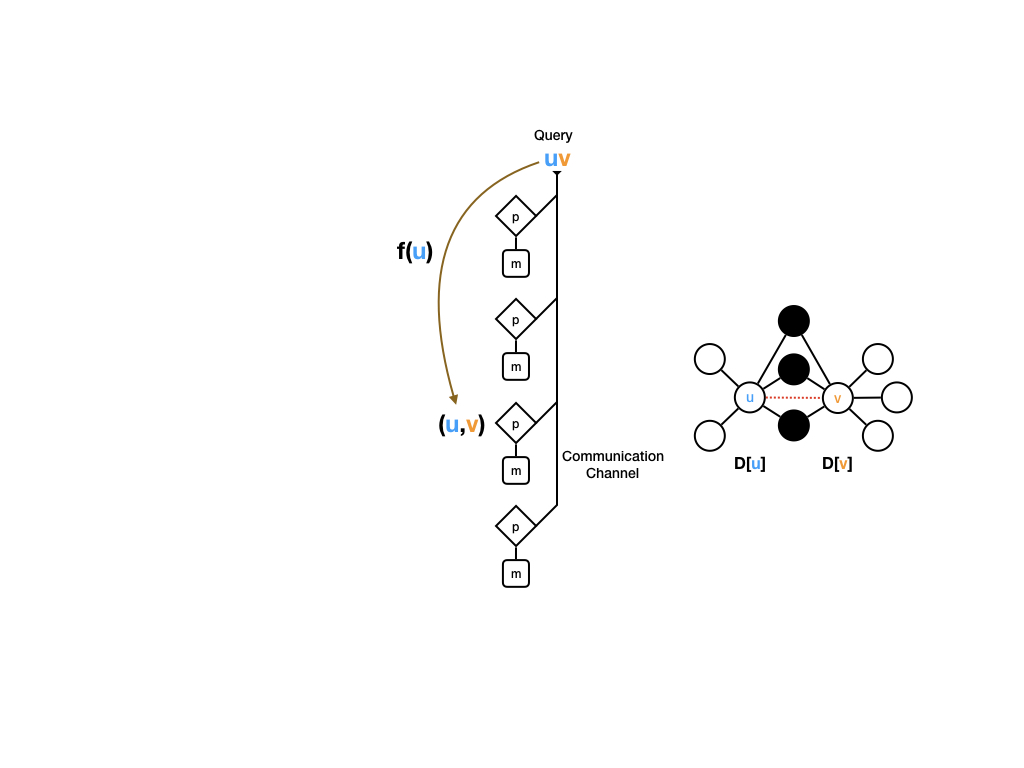 Query
uv
p
f(u)
m
p
m
(u,v)
p
m
Communication
Channel
p
m
u
v
D[u]
D[v]